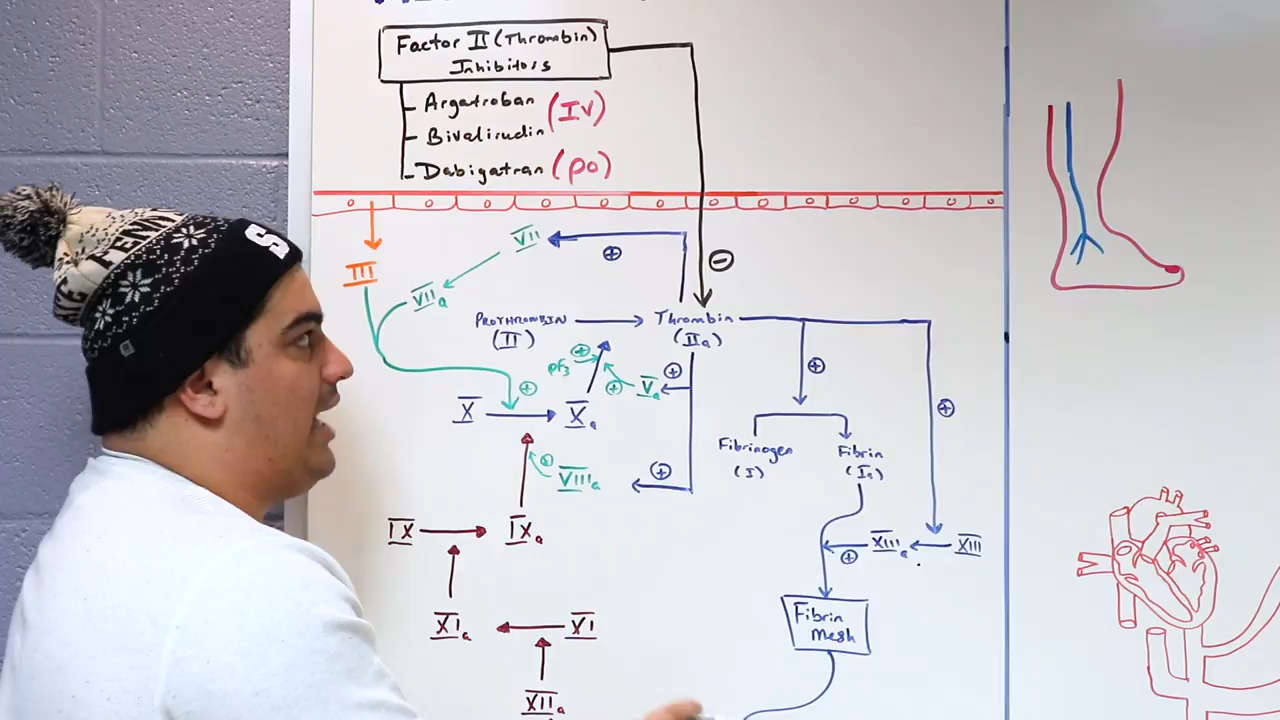 Factor II (Thrombin)
Inhibitors
- Argatroban (IV)
- Bivalirudin
- Dabigatran (PO)
VII
+
-
III
VIIa
PROTHROMBIN
(II)
Thrombin
(IIa)
PF3
+
+
Va
+
+
+
X
Xa
+
Fibrinogen
(I)
Fibrin
(Ia)
+
VIIIa
+
IX
IXa
XIIIa
XIII
+
XIa
XI
Fibrin
Mesh
XIIa
S